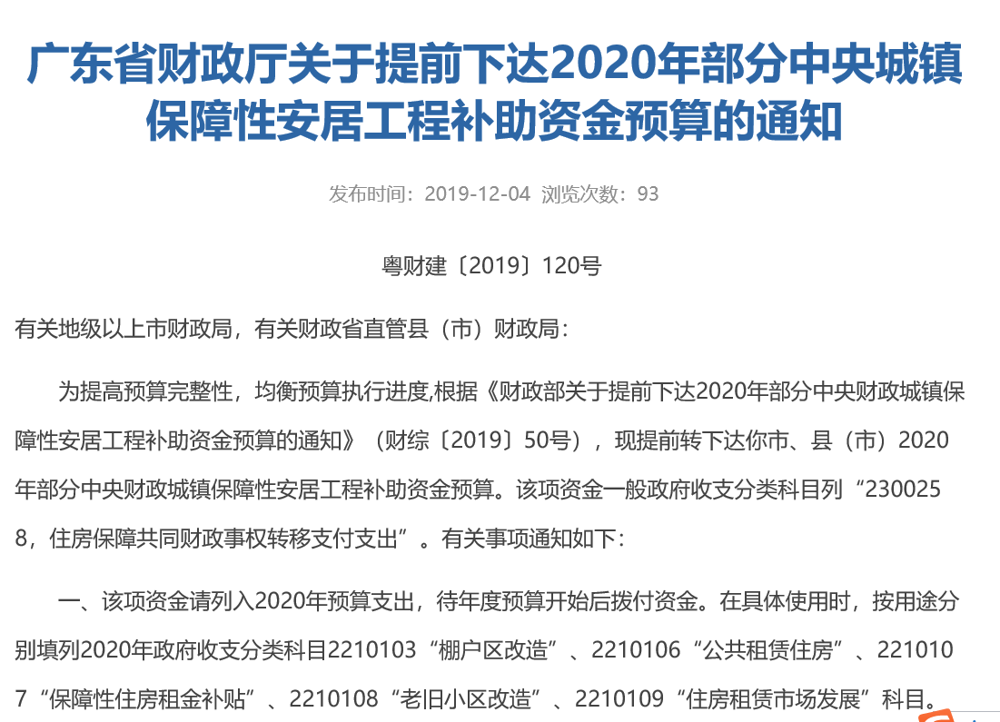 广东省财政厅关于提前下达2020年部分中央城镇
保障性安居工程补助资金预算的通知
发布时间：2019-12-04 浏览次数：93
粤财建〔2019〕120号
有关地级以上市财政局，有关财政省直管县（市）财政局：
为提高预算完整性，均衡预算执行进度,根据《财政部关于提前下达2020年部分中央财政城镇保
障性安居工程补助资金预算的通知》（财综〔2019〕50号），现提前转下达你市、县（市）2020
年部分中央财政城镇保障性安居工程补助资金预算。该项资金一般政府收支分类科目列“230025
8，住房保障共同财政事权转移支付支出”。有关事项通知如下：
一、该项资金请列入2020年预算支出，待年度预算开始后拨付资金。在具体使用时，按用途分
别填列2020年政府收支分类科目2210103“棚户区改造”、2210106“公共租赁住房”、221010
7“保障性住房租金补贴”、2210108“老旧小区改造”、2210109“住房租赁市场发展”科目。